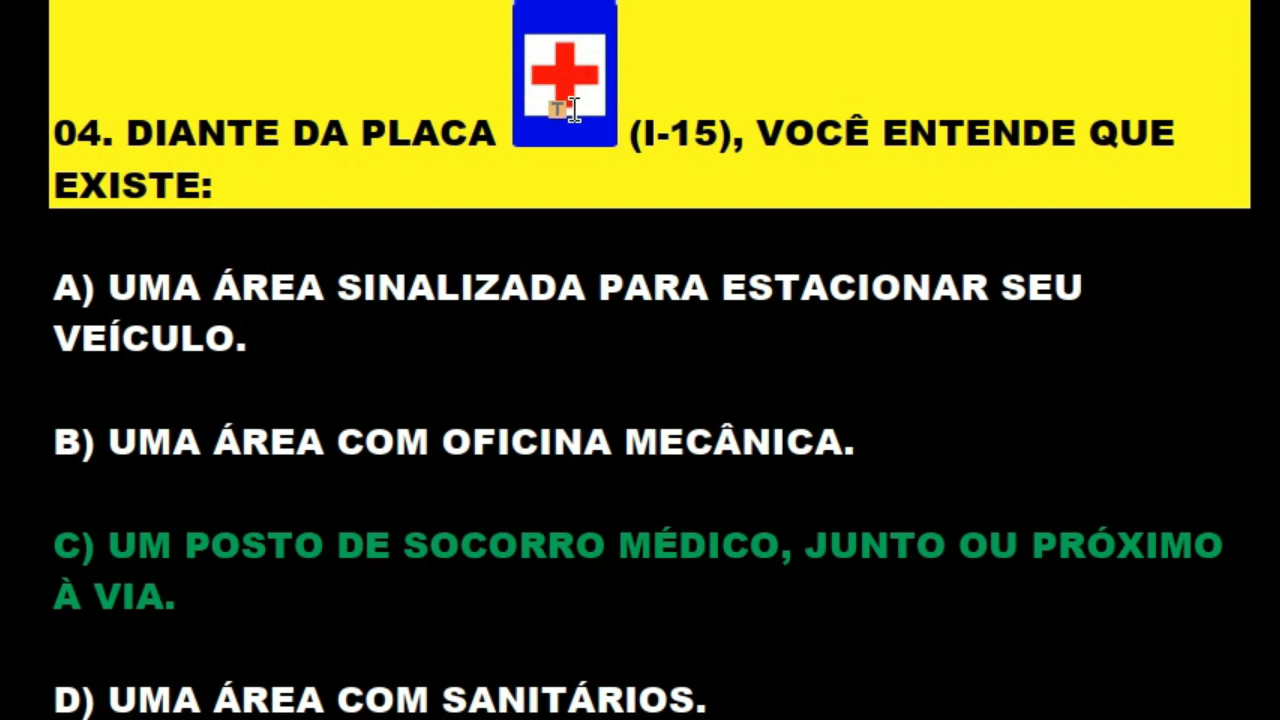 04. DIANTE DA PLACA (I-15), VOCÊ ENTENDE QUE
EXISTE:
A) UMA ÁREA SINALIZADA PARA ESTACIONAR SEU
VEÍCULO.
B) UMA ÁREA COM OFICINA MECÂNICA.
C) UM POSTO DE SOCORRO MÉDICO, JUNTO OU PRÓXIMO
À VIA.
D) UMA ÁREA COM SANITÁRIOS.